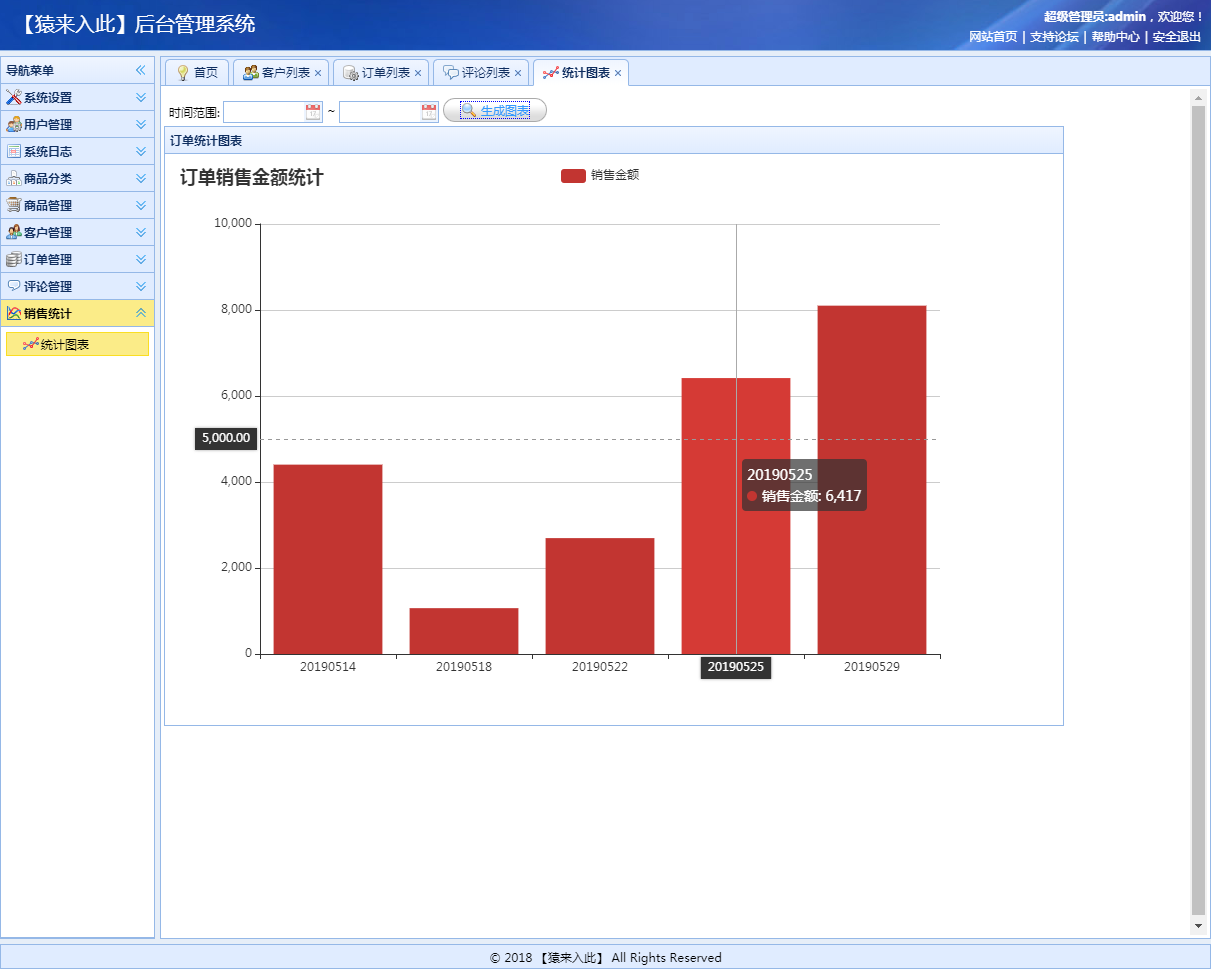 【猿来入此】后台管理系统
超级管理员:admin，欢迎您！
网站首页 | 支持论坛 | 帮助中心 | 安全退出
导航菜单
系统设置
用户管理
系统日志
商品分类
商品管理
客户管理
订单管理
评论管理
销售统计
统计图表
首页 客户列表 订单列表 评论列表 统计图表
时间范围: ~ 生成图表
订单统计图表
订单销售金额统计
销售金额
10,000
8,000
6,000
5,000.00
4,000
2,000
0
20190525
销售金额: 6,417
20190514 20190518 20190522 20190525 20190529
© 2018 【猿来入此】 All Rights Reserved